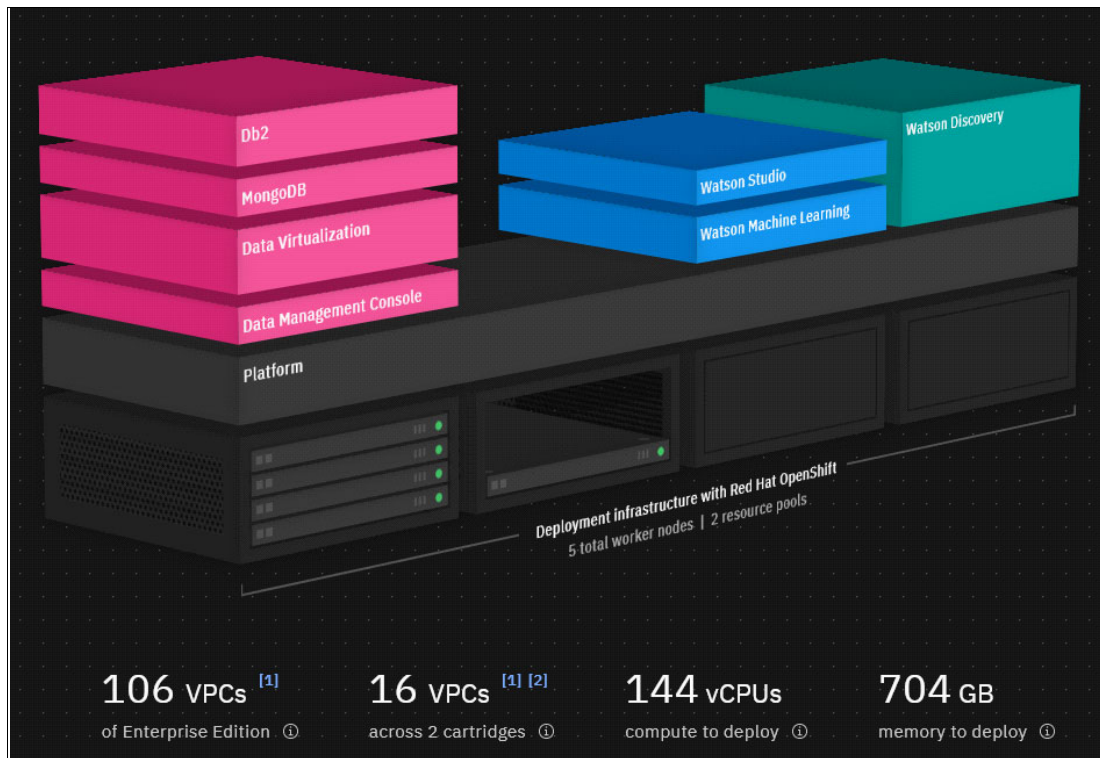 Db2
MongoDB
Data Virtualization
Data Management Console
Platform
Watson Studio
Watson Machine Learning
Watson Discovery
Deployment infrastructure with Red Hat OpenShift
5 total worker nodes | 2 resource pools
106 VPCs [1]
of Enterprise Edition ⓘ
16 VPCs [1] [2]
across 2 cartridges ⓘ
144 vCPUs
compute to deploy ⓘ
704 GB
memory to deploy ⓘ